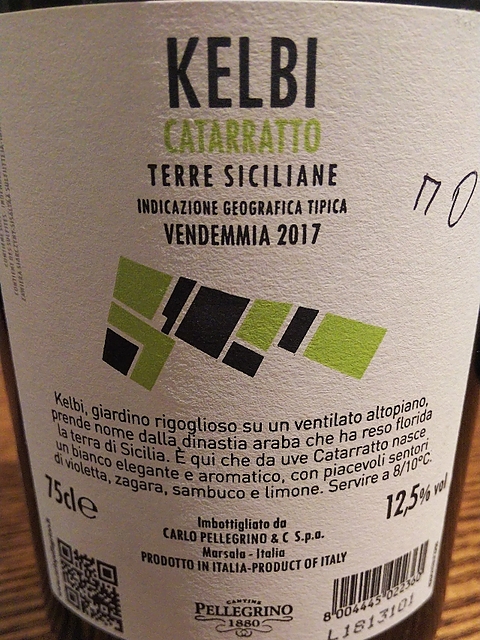 KELBI
CATARRATTO
TERRE SICILIANE
INDICAZIONE GEOGRAFICA TIPICA
VENDEMMIA 2017
Kelbi, giardino rigoglioso su un ventilato altopiano,
prende nome dalla dinastia araba che ha reso florida
la terra di Sicilia. È qui che da uve Catarratto nasce
un bianco elegante e aromatico, con piacevoli sentori
di violetta, zagara, sambuco e limone. Servire a 8/10°C.
75cl e
12,5% vol
Imbottigliato da
CARLO PELLEGRINO & C S.p.a.
Marsala - Italia
PRODOTTO IN ITALIA-PRODUCT OF ITALY
CANTINE
PELLEGRINO
1880
L1813101